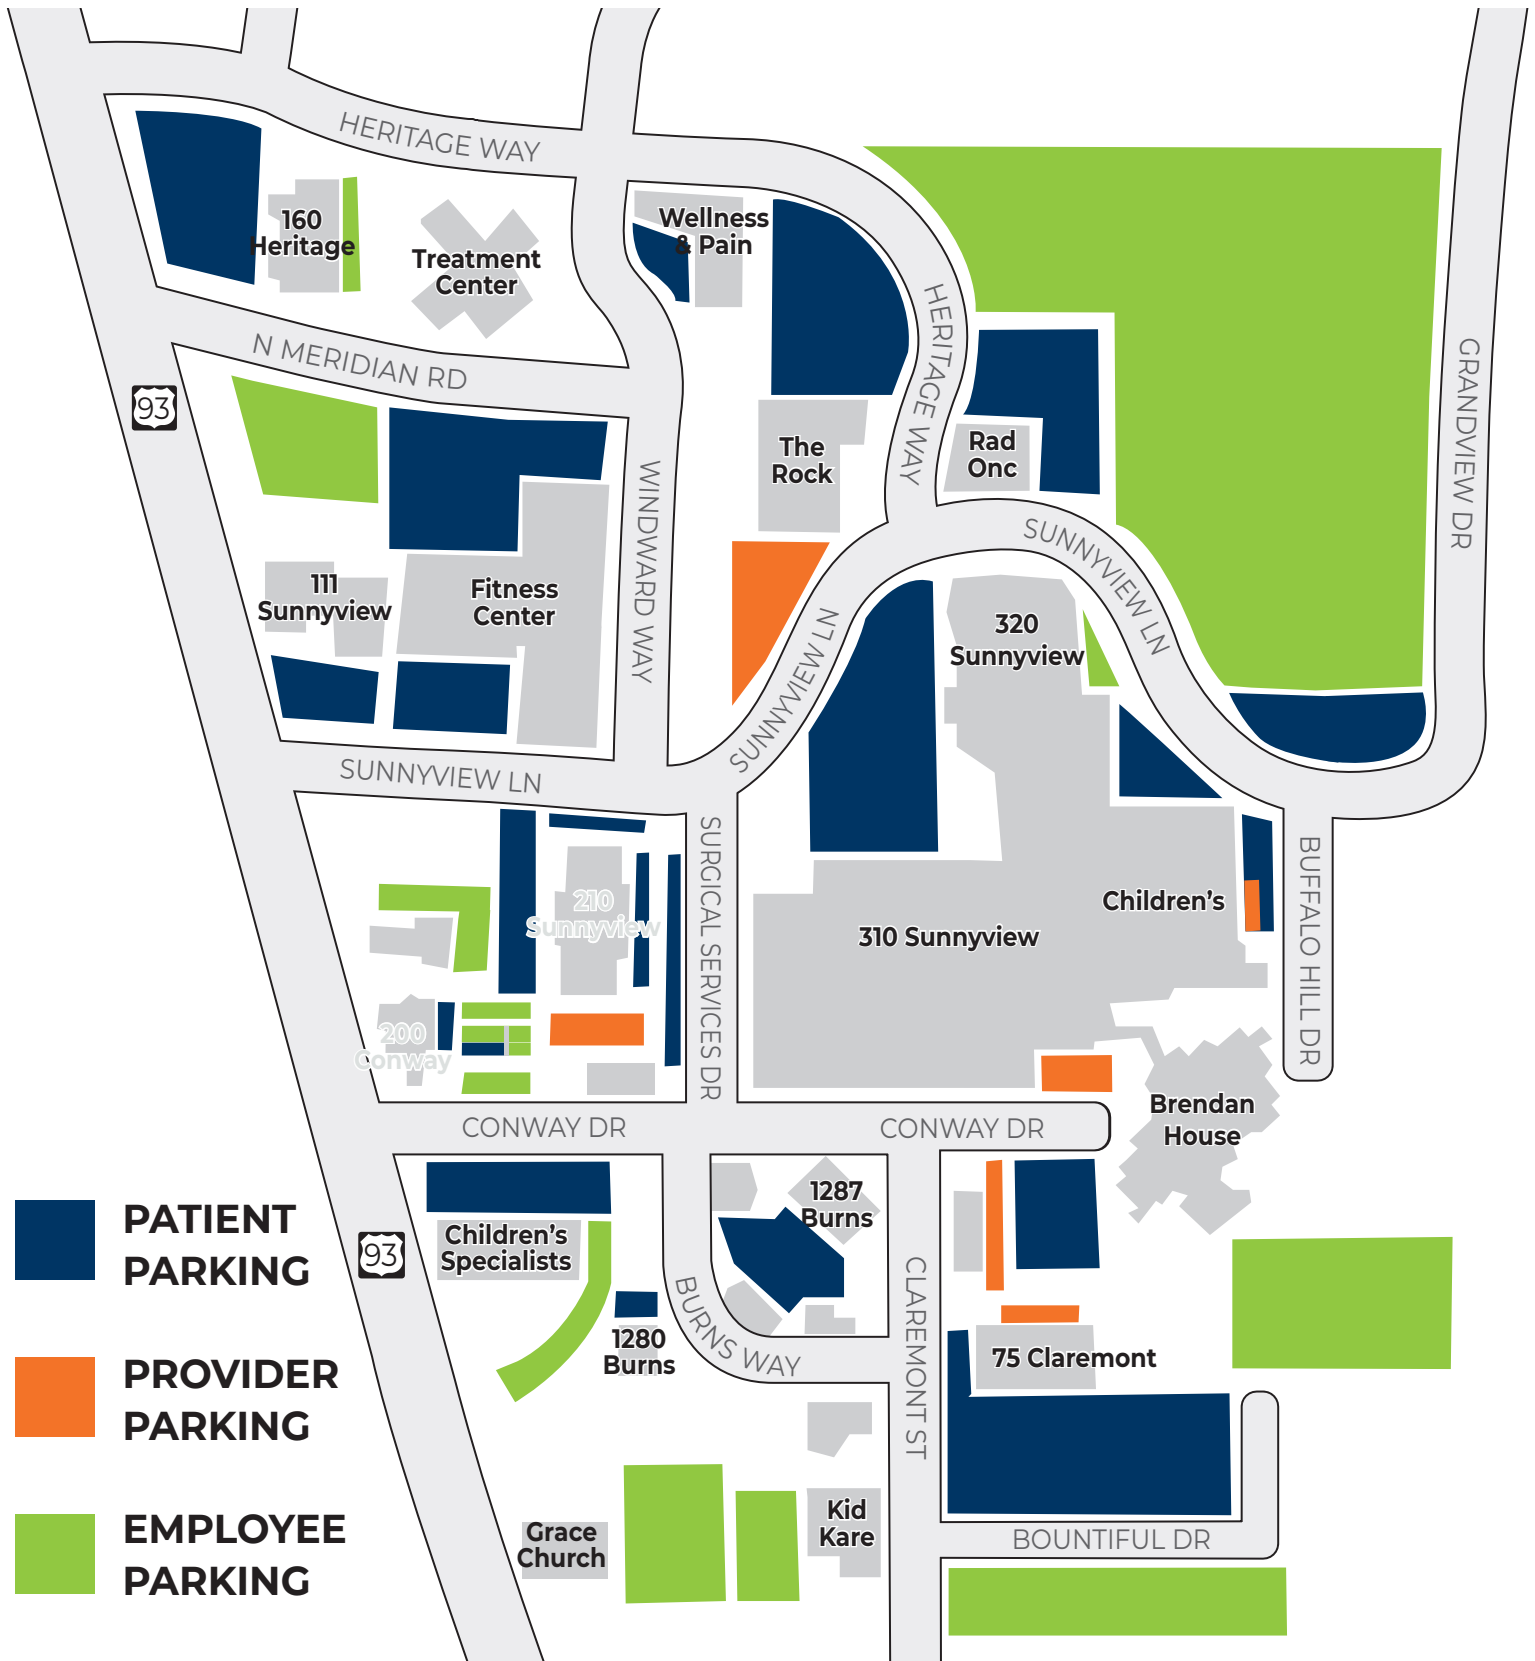 HERITAGE WAY
160
Heritage
Treatment
Center
Wellness
& Pain
HERITAGE WAY
N MERIDIAN RD
93
GRANDVIEW DR
The
Rock
Rad
Onc
WINDWARD WAY
SUNNYVIEW LN
111
Sunnyview
Fitness
Center
320
Sunnyview
SUNNYVIEW LN
SUNNYVIEW LN
SURGICAL SERVICES DR
BUFFALO HILL DR
210
Sunnyview
Children's
310 Sunnyview
200
Conway
CONWAY DR
CONWAY DR
Brendan
House
PATIENT
PARKING
93
Children's
Specialists
1287
Burns
CLAREMONT ST
BURNS WAY
1280
Burns
75 Claremont
PROVIDER
PARKING
EMPLOYEE
PARKING
Grace
Church
Kid
Kare
BOUNTIFUL DR